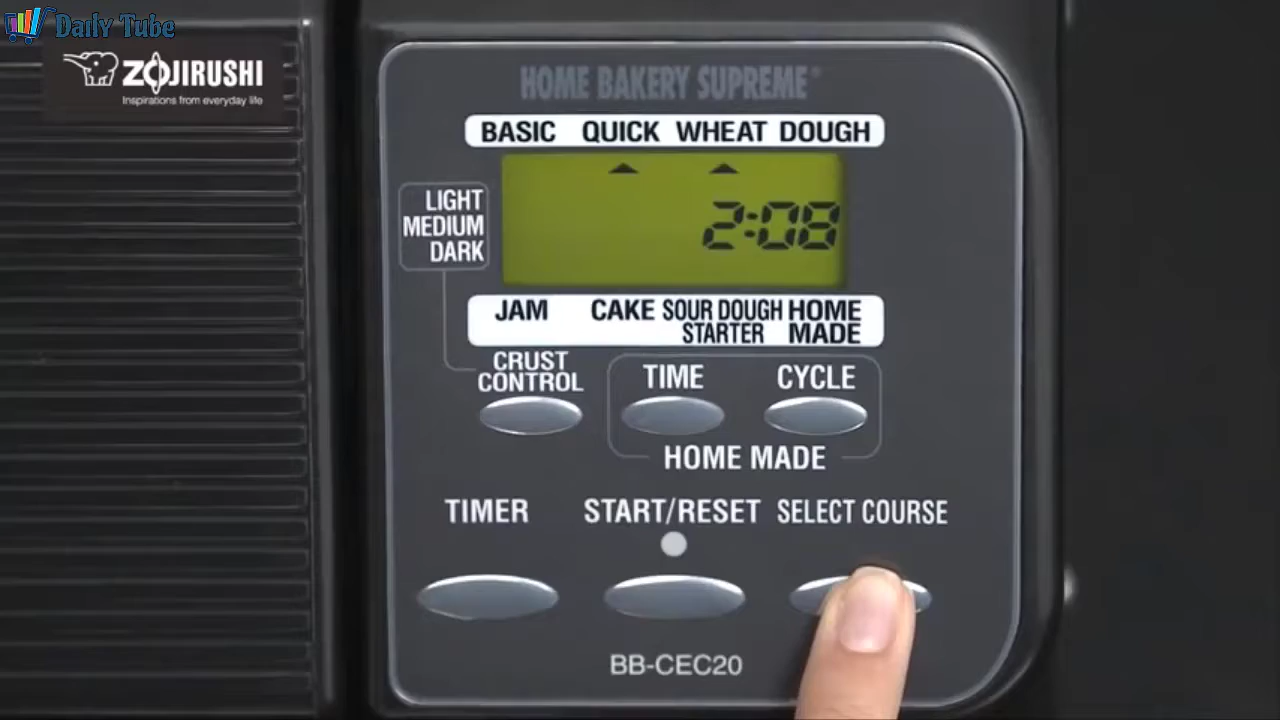 Daily Tube
ZOJIRUSHI
Inspirations from everyday life
HOME BAKERY SUPREME®
BASIC QUICK WHEAT DOUGH
LIGHT
MEDIUM
DARK
2:08
JAM CAKE SOUR DOUGH STARTER HOME MADE
CRUST CONTROL
TIME CYCLE
HOME MADE
TIMER START/RESET SELECT COURSE
BB-CEC20